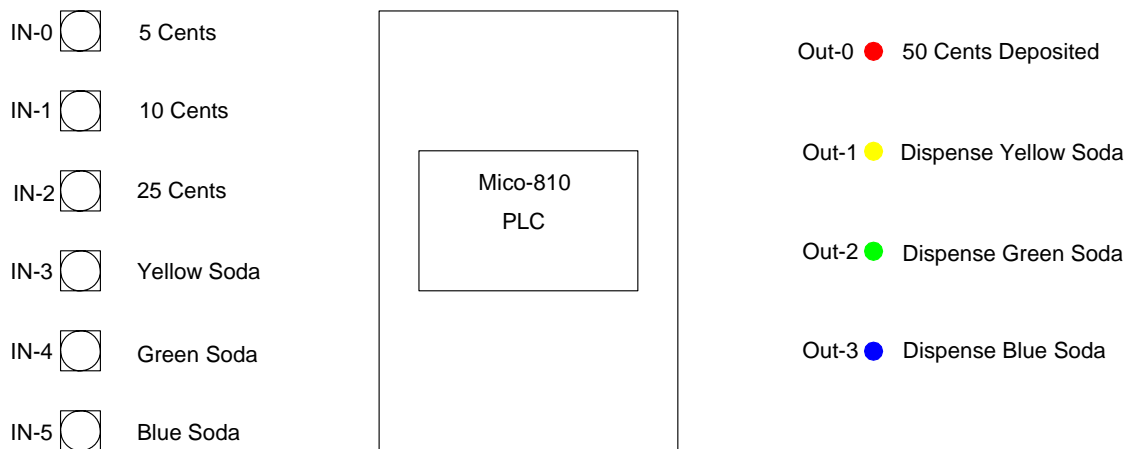 IN-0 5 Cents
IN-1 10 Cents
IN-2 25 Cents
IN-3 Yellow Soda
IN-4 Green Soda
IN-5 Blue Soda
Mico-810
PLC
Out-0 50 Cents Deposited
Out-1 Dispense Yellow Soda
Out-2 Dispense Green Soda
Out-3 Dispense Blue Soda